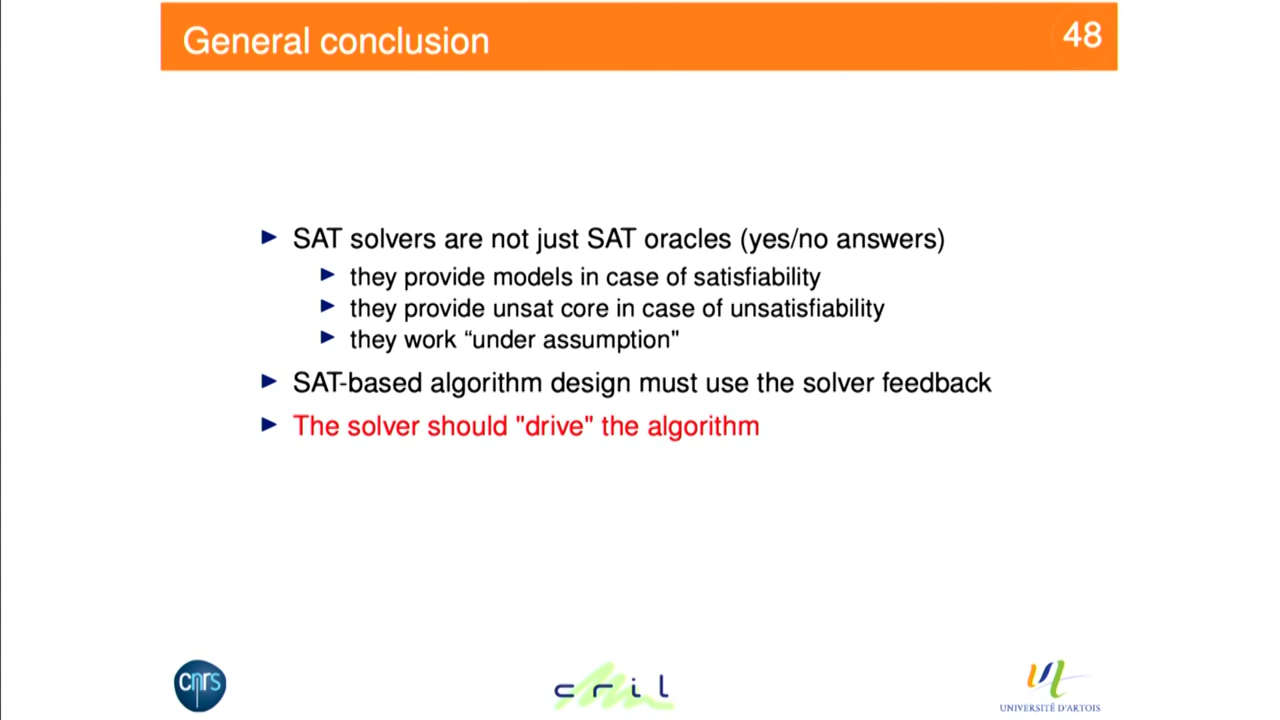 General conclusion
48
SAT solvers are not just SAT oracles (yes/no answers)
they provide models in case of satisfiability
they provide unsat core in case of unsatisfiability
they work “under assumption"
SAT-based algorithm design must use the solver feedback
The solver should "drive" the algorithm
cnrs
cril
UNIVERSITÉ D'ARTOIS